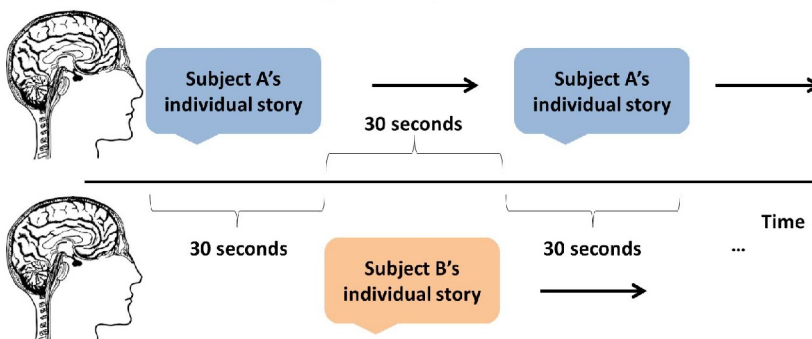 Subject A’s
individual story
Subject A’s
individual story
30 seconds
30 seconds
30 seconds
Time
...
Subject B’s
individual story